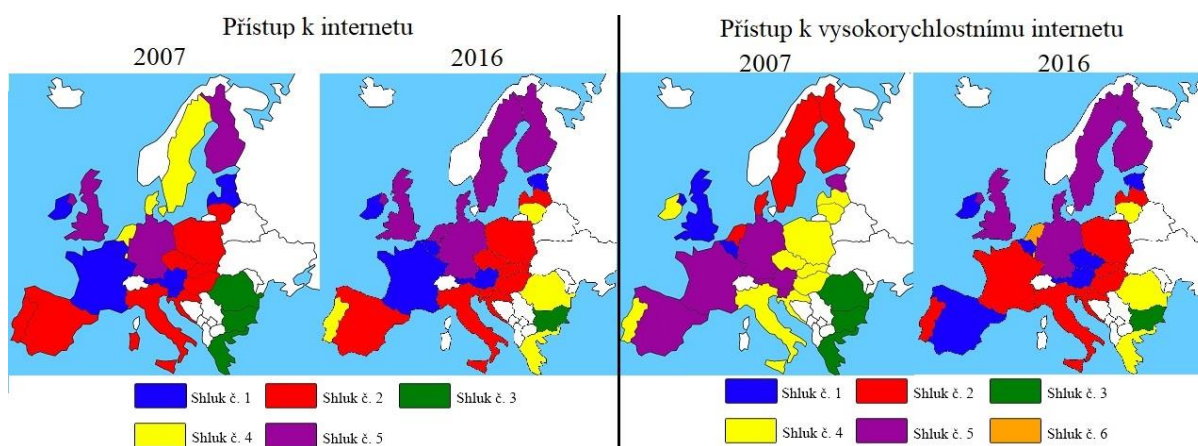 Přístup k internetu
2007 2016
Shluk č. 1 Shluk č. 2 Shluk č. 3
Shluk č. 4 Shluk č. 5
Přístup k vysokorychlostnímu internetu
2007 2016
Shluk č. 1 Shluk č. 2 Shluk č. 3
Shluk č. 4 Shluk č. 5 Shluk č. 6